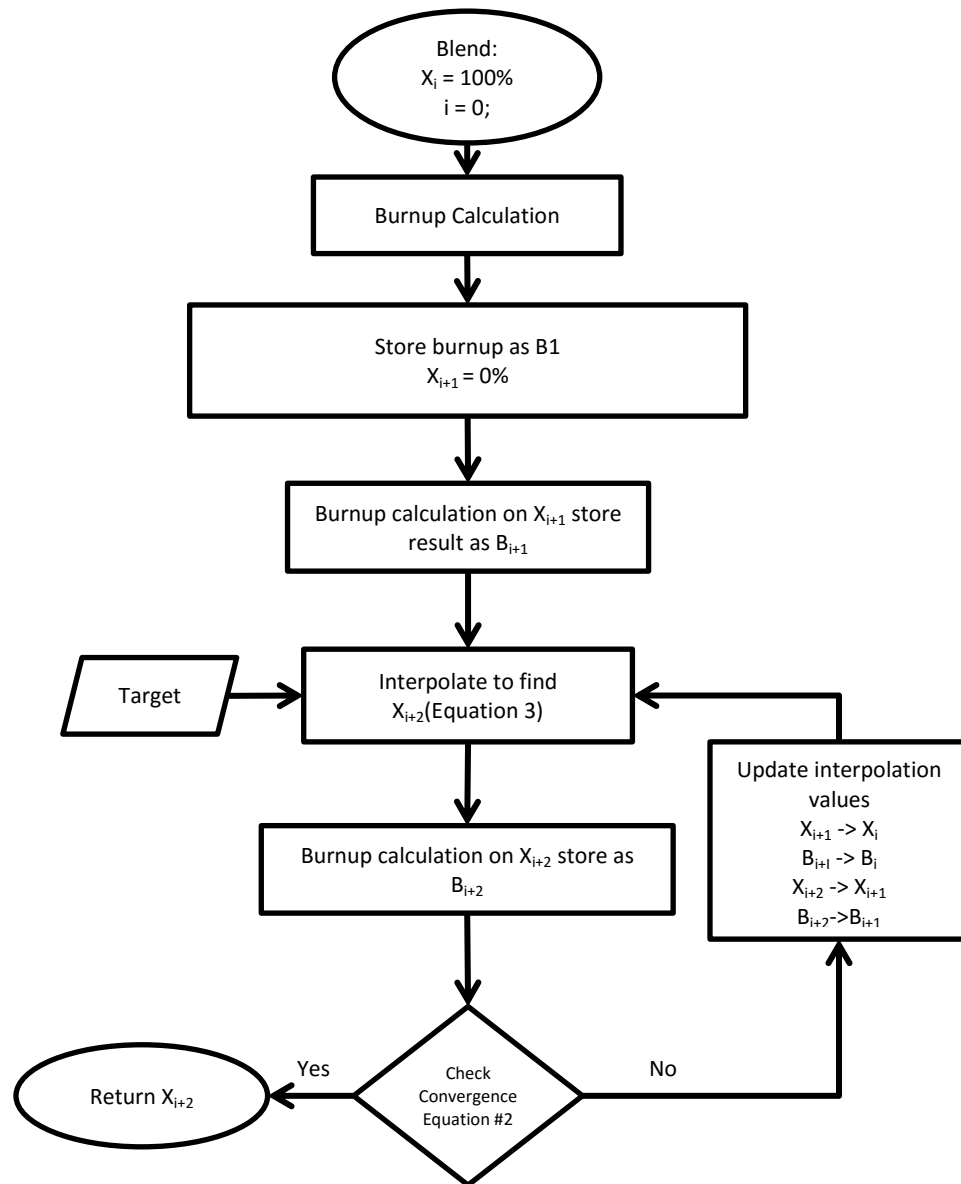 Blend:
Xᵢ = 100%
i = 0;
Burnup Calculation
Store burnup as B1
Xᵢ₊₁ = 0%
Burnup calculation on Xᵢ₊₁ store
result as Bᵢ₊₁
Target
Interpolate to find
Xᵢ₊₂(Equation 3)
Update interpolation
values
Xᵢ₊₁ -> Xᵢ
Bᵢ₊ₗ -> Bᵢ
Xᵢ₊₂ -> Xᵢ₊₁
Bᵢ₊₂->Bᵢ₊₁
Burnup calculation on Xᵢ₊₂ store as
Bᵢ₊₂
Check
Convergence
Equation #2
Yes
No
Return Xᵢ₊₂